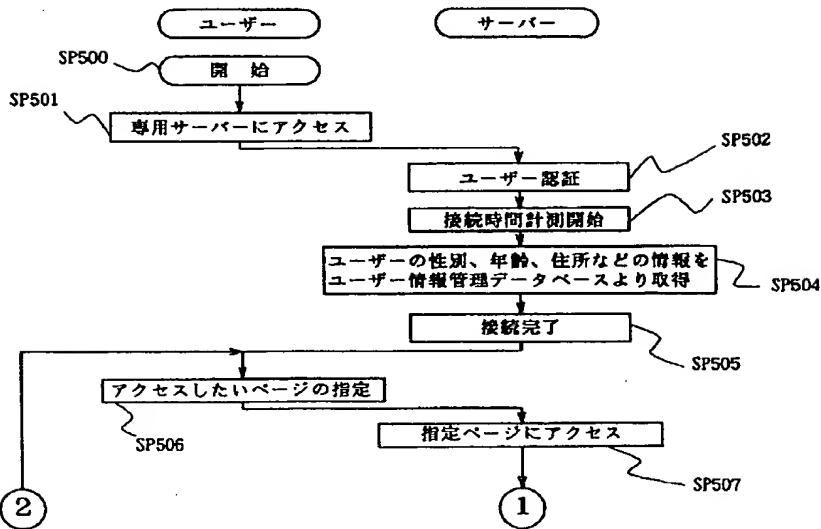 ユーザー
サーバー
SP500
開 始
SP501
専用サーバーにアクセス
SP502
ユーザー認証
SP503
接続時間計測開始
ユーザーの性別、年齢、住所などの情報を
ユーザー情報管理データベースより取得
SP504
接続完了
SP505
アクセスしたいページの指定
SP506
指定ページにアクセス
SP507
2
1